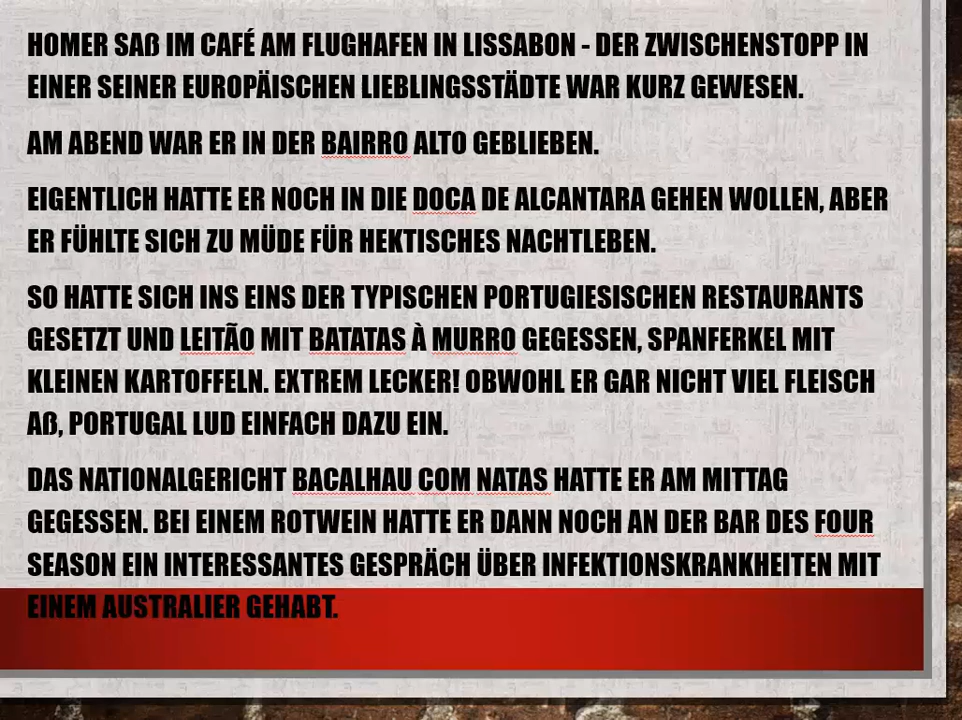 HOMER SAß IM CAFÉ AM FLUGHAFEN IN LISSABON - DER ZWISCHENSTOPP IN
EINER SEINER EUROPÄISCHEN LIEBLINGSSTÄDTE WAR KURZ GEWESEN.
AM ABEND WAR ER IN DER BAIRRO ALTO GEBLIEBEN.
EIGENTLICH HATTE ER NOCH IN DIE DOCA DE ALCANTARA GEHEN WOLLEN, ABER
ER FÜHLTE SICH ZU MÜDE FÜR HEKTISCHES NACHTLEBEN.
SO HATTE SICH INS EINS DER TYPISCHEN PORTUGIESISCHEN RESTAURANTS
GESETZT UND LEITÃO MIT BATATAS À MURRO GEGESSEN, SPANFERKEL MIT
KLEINEN KARTOFFELN. EXTREM LECKER! OBWOHL ER GAR NICHT VIEL FLEISCH
Aß, PORTUGAL LUD EINFACH DAZU EIN.
DAS NATIONALGERICHT BACALHAU COM NATAS HATTE ER AM MITTAG
GEGESSEN. BEI EINEM ROTWEIN HATTE ER DANN NOCH AN DER BAR DES FOUR
SEASON EIN INTERESSANTES GESPRÄCH ÜBER INFEKTIONSKRANKHEITEN MIT
EINEM AUSTRALIER GEHABT.